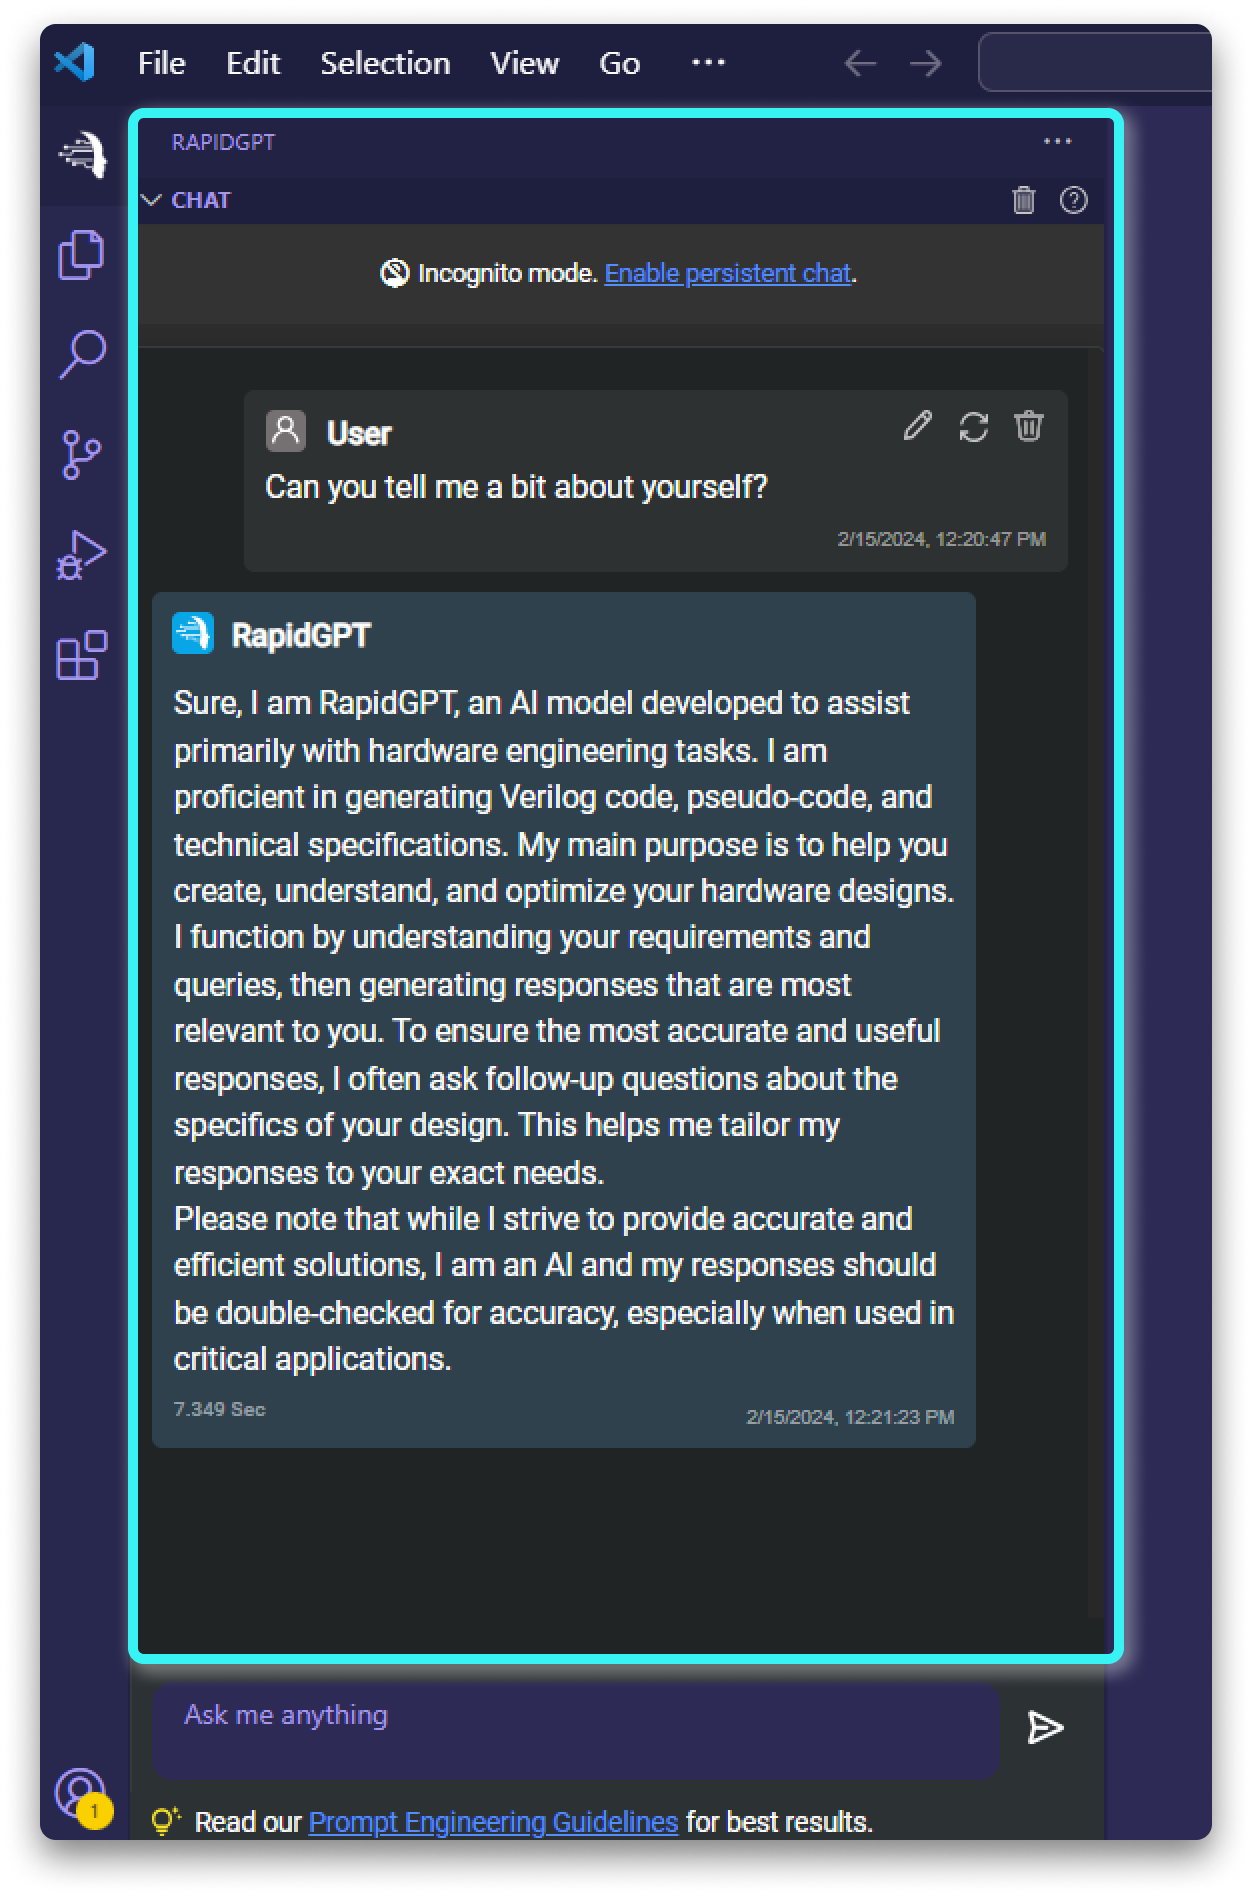 File Edit Selection View Go ...
RAPIDGPT ...
CHAT
Incognito mode. Enable persistent chat.
User
Can you tell me a bit about yourself?
2/15/2024, 12:20:47 PM
RapidGPT
Sure, I am RapidGPT, an AI model developed to assist
primarily with hardware engineering tasks. I am
proficient in generating Verilog code, pseudo-code, and
technical specifications. My main purpose is to help you
create, understand, and optimize your hardware designs.
I function by understanding your requirements and
queries, then generating responses that are most
relevant to you. To ensure the most accurate and useful
responses, I often ask follow-up questions about the
specifics of your design. This helps me tailor my
responses to your exact needs.
Please note that while I strive to provide accurate and
efficient solutions, I am an AI and my responses should
be double-checked for accuracy, especially when used in
critical applications.
7.349 Sec
2/15/2024, 12:21:23 PM
Ask me anything
1
Read our Prompt Engineering Guidelines for best results.